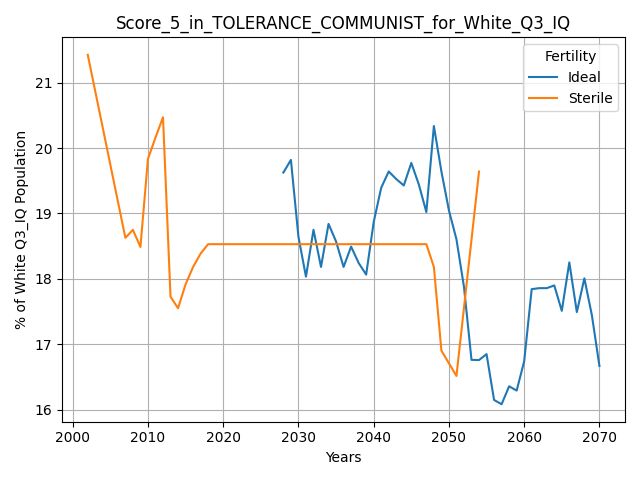 Score_5_in_TOLERANCE_COMMUNIST_for_White_Q3_IQ
Fertility
Ideal
Sterile
% of White Q3_IQ Population
21
20
19
18
17
16
2000 2010 2020 2030 2040 2050 2060 2070
Years